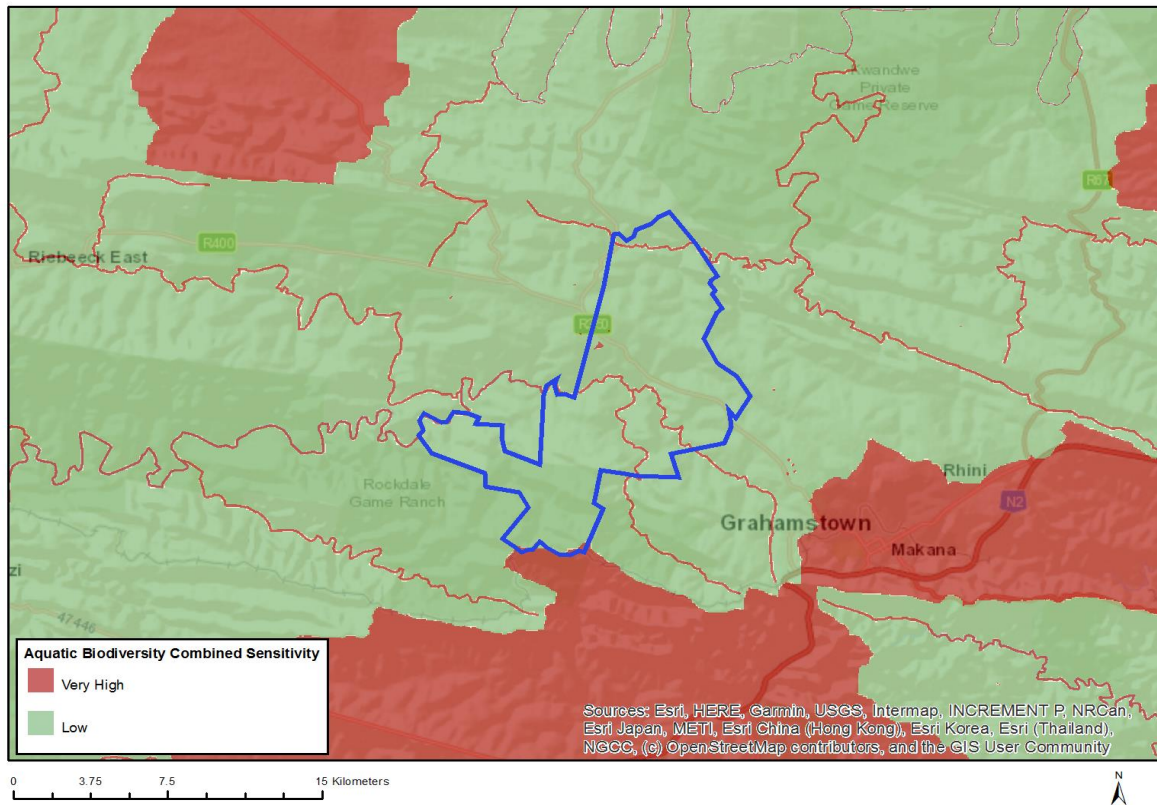 Kwandwe
Private
Game Reserve
R67
R400
Riebeeck East
Rockdale
Game Ranch
Rhini
N2
Grahamstown
Makana
zi
47446
Aquatic Biodiversity Combined Sensitivity
Very High
Low
Sources: Esri, HERE, Garmin, USGS, Intermap, INCREMENT P, NRCan,
Esri Japan, METI, Esri China (Hong Kong), Esri Korea, Esri (Thailand),
NGCC, (c) OpenStreetMap contributors, and the GIS User Community
0 3.75 7.5 15 Kilometers
N